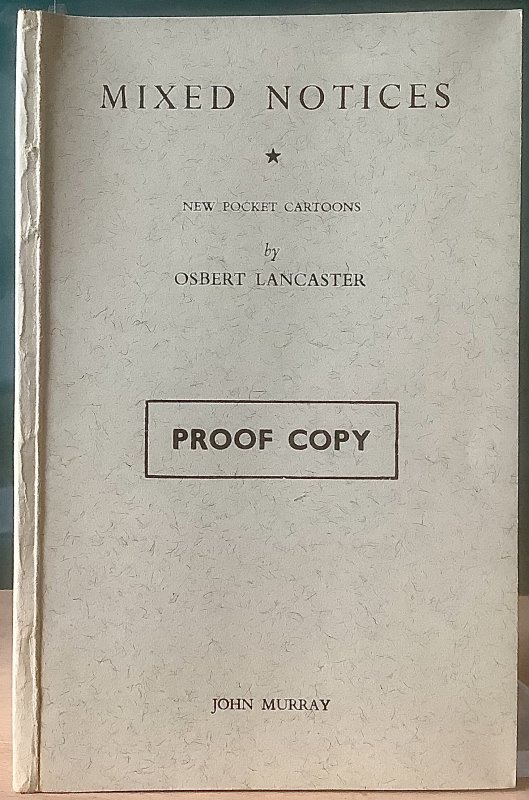 MIXED NOTICES
★
NEW POCKET CARTOONS
by
OSBERT LANCASTER
PROOF COPY
JOHN MURRAY